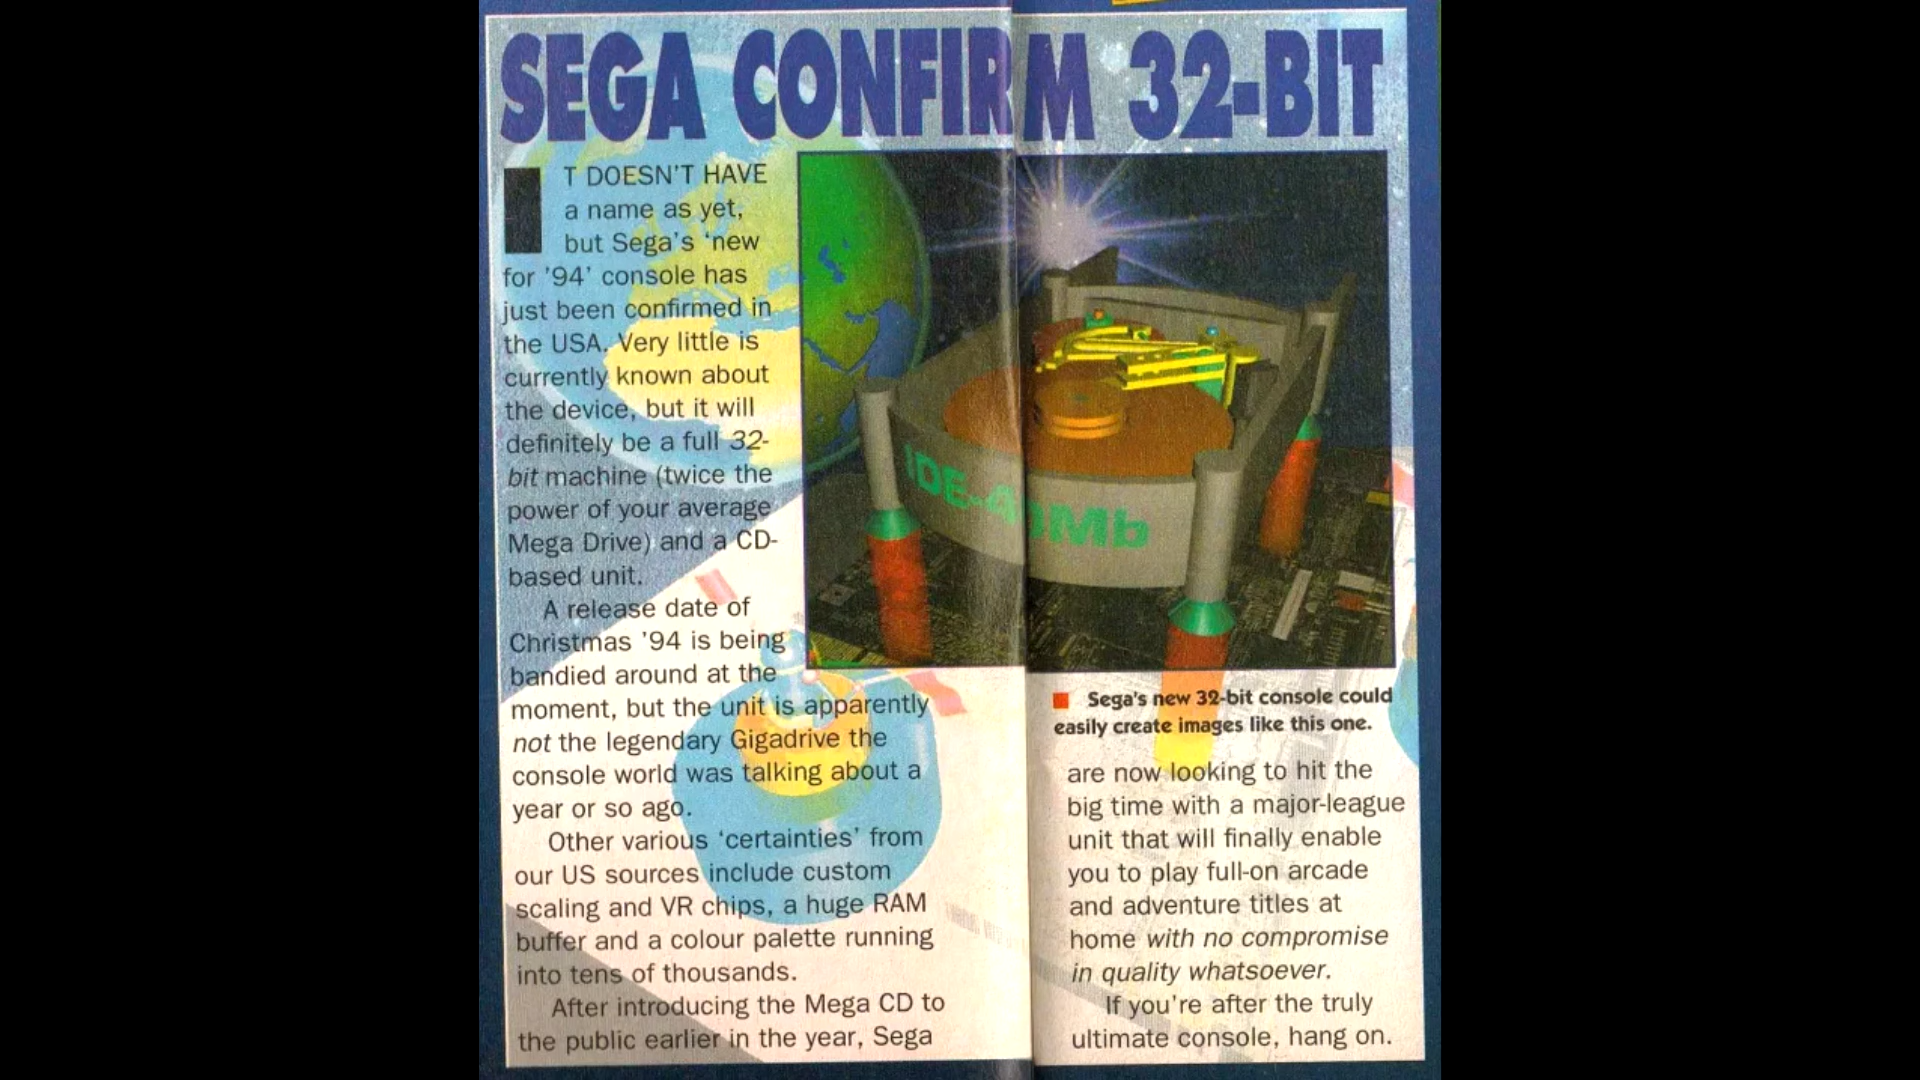 SEGA CONFIRM 32-BIT
IT DOESN'T HAVE
a name as yet,
but Sega's 'new
for '94' console has
just been confirmed in
the USA. Very little is
currently known about
the device, but it will
definitely be a full 32-
bit machine (twice the
power of your average
Mega Drive) and a CD-
based unit.
A release date of
Christmas '94 is being
bandied around at the
moment, but the unit is apparently
not the legendary Gigadrive the
console world was talking about a
year or so ago.
Other various 'certainties' from
our US sources include custom
scaling and VR chips, a huge RAM
buffer and a colour palette running
into tens of thousands.
After introducing the Mega CD to
the public earlier in the year, Sega
IDE-40Mb
Sega's new 32-bit console could
easily create images like this one.
are now looking to hit the
big time with a major-league
unit that will finally enable
you to play full-on arcade
and adventure titles at
home with no compromise
in quality whatsoever.
If you're after the truly
ultimate console, hang on.